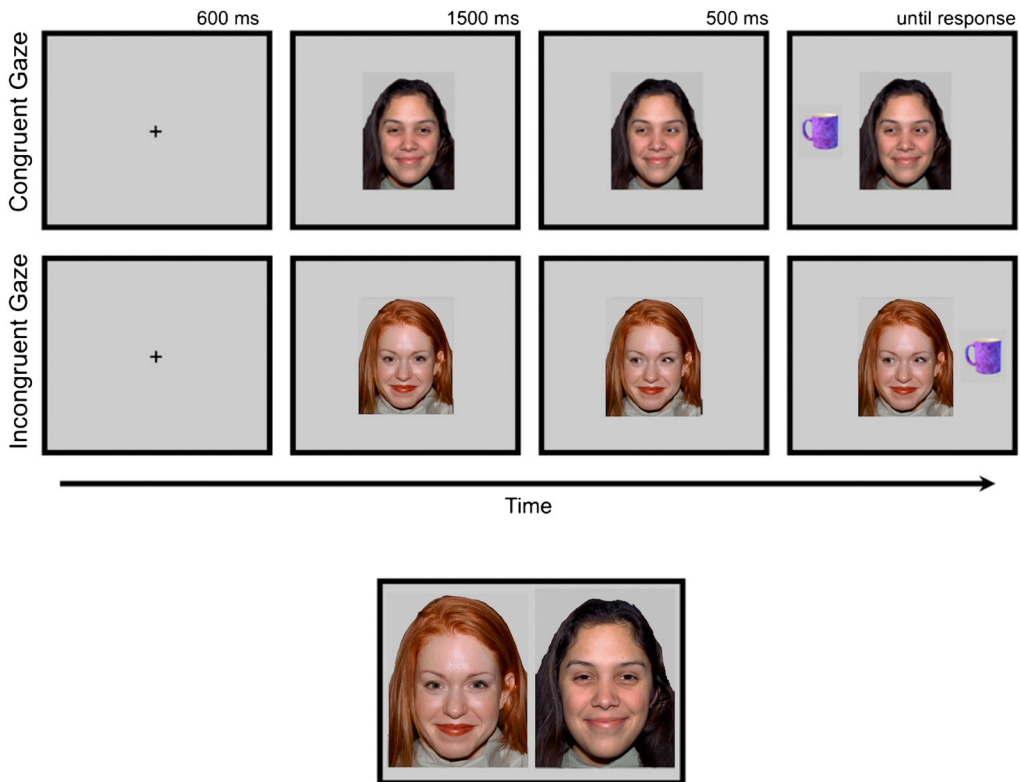 600 ms
1500 ms
500 ms
until response
Congruent Gaze
+
Incongruent Gaze
+
Time